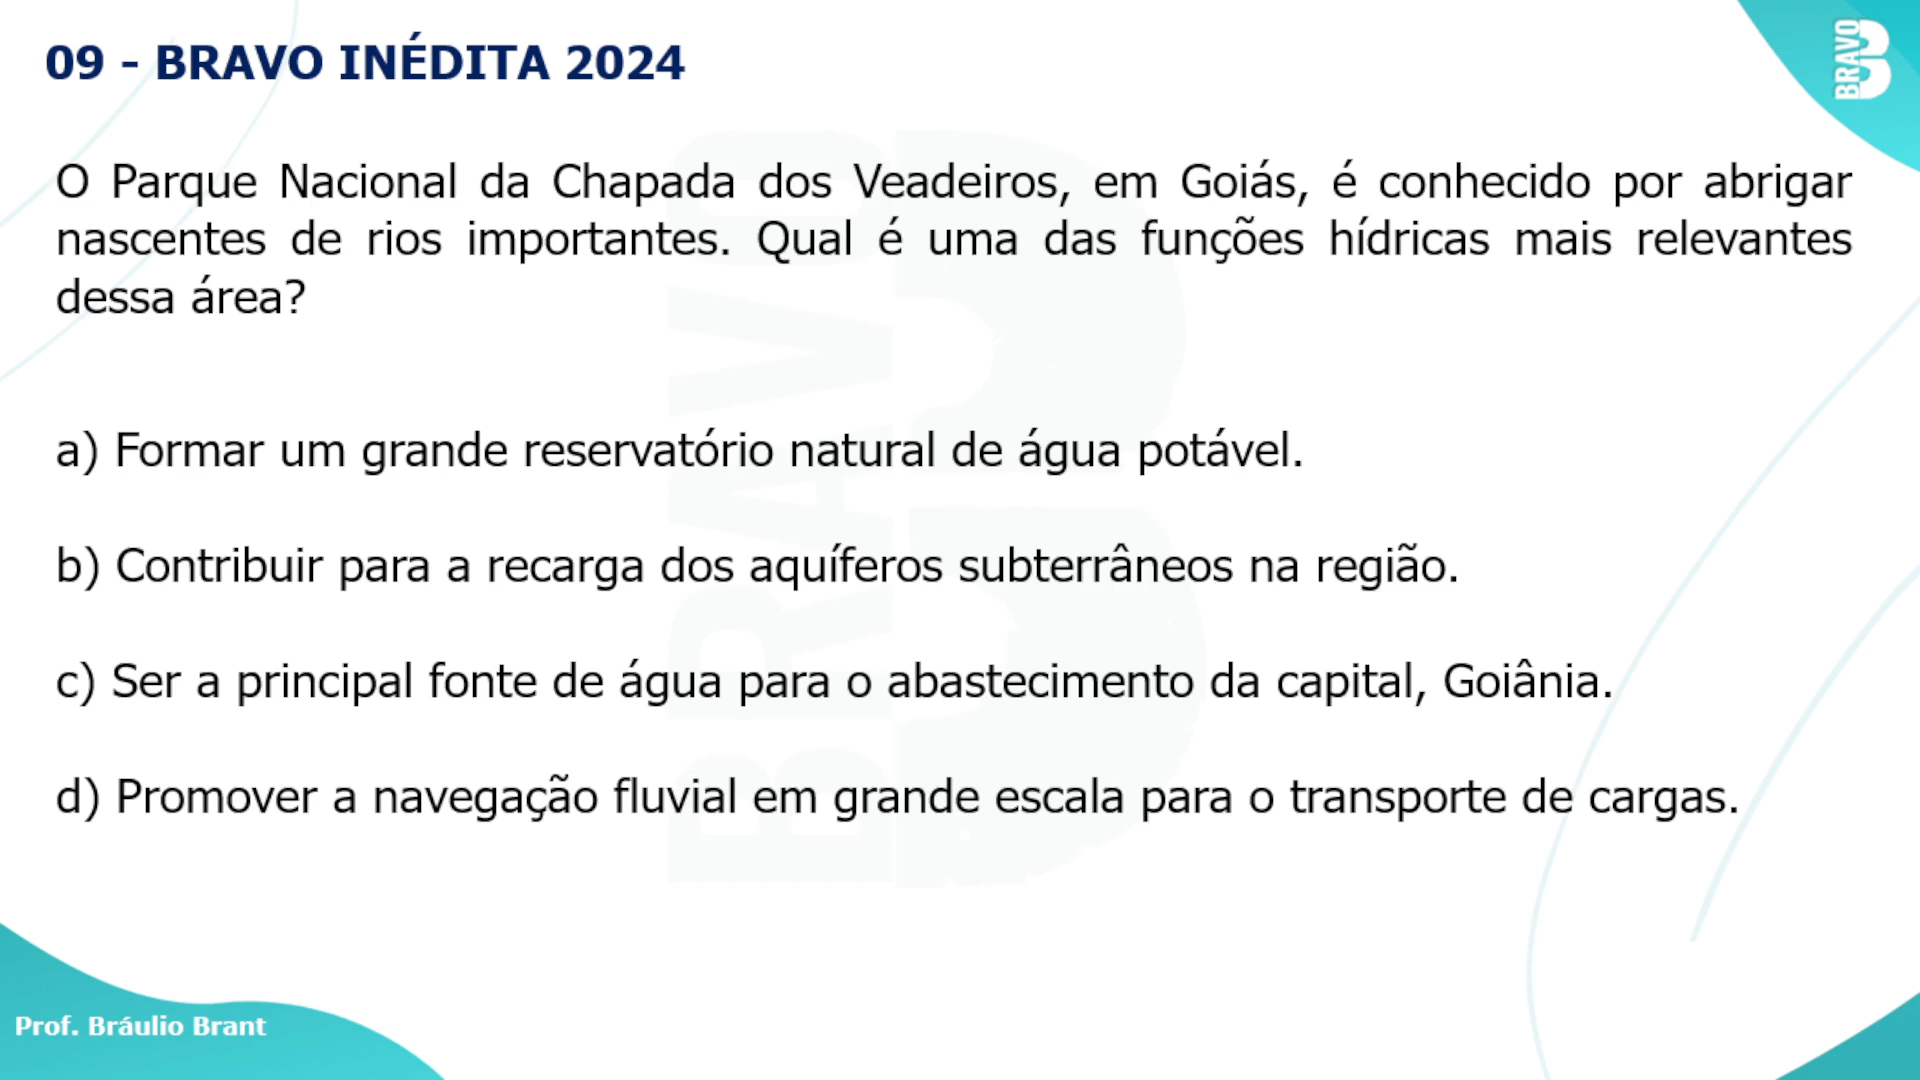 09 - BRAVO INÉDITA 2024
BRAVO
O Parque Nacional da Chapada dos Veadeiros, em Goiás, é conhecido por abrigar
nascentes de rios importantes. Qual é uma das funções hídricas mais relevantes
dessa área?
a) Formar um grande reservatório natural de água potável.
b) Contribuir para a recarga dos aquíferos subterrâneos na região.
c) Ser a principal fonte de água para o abastecimento da capital, Goiânia.
d) Promover a navegação fluvial em grande escala para o transporte de cargas.
BRAVO
Prof. Bráulio Brant